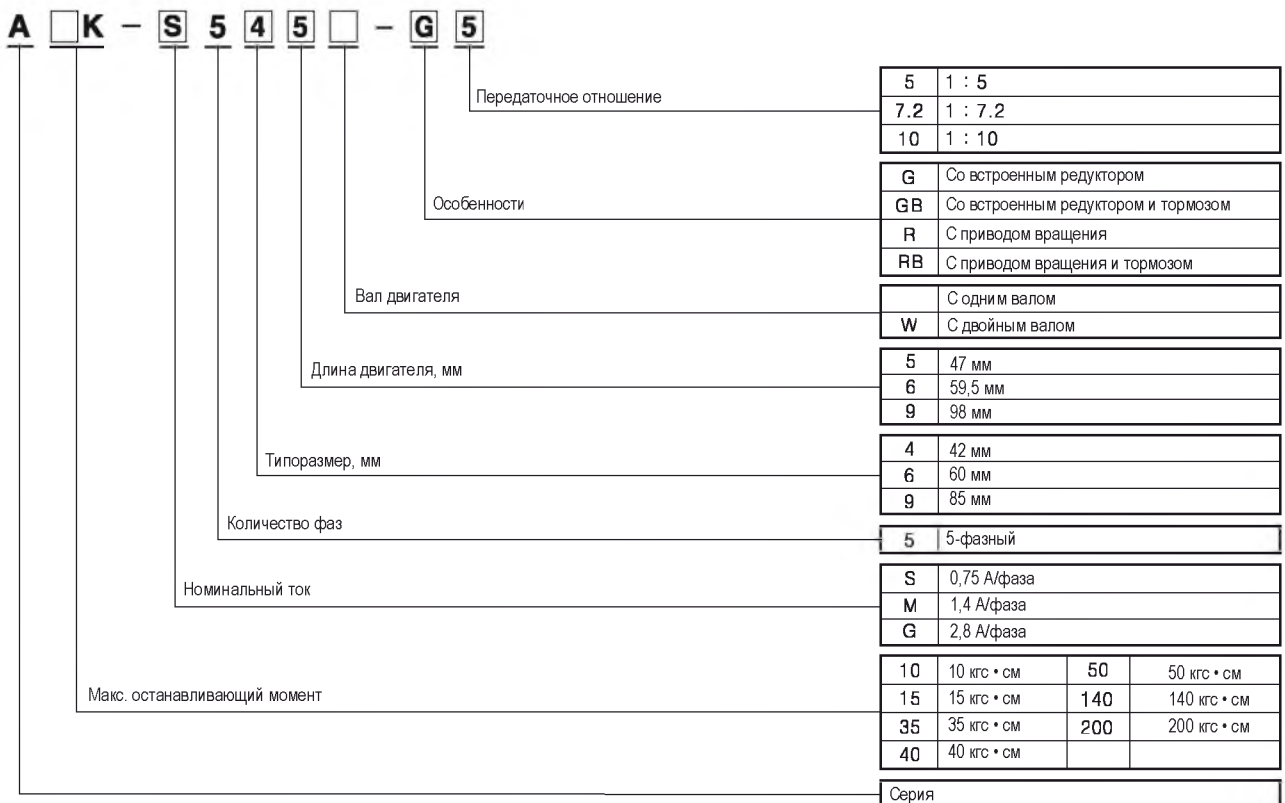 A □K – S 5 4 5 □ – G 5
Передаточное отношение
5 1 : 5
7.2 1 : 7.2
10 1 : 10
Особенности
G Со встроенным редуктором
GB Со встроенным редуктором и тормозом
R С приводом вращения
RB С приводом вращения и тормозом
Вал двигателя
С одним валом
W С двойным валом
Длина двигателя, мм
5 47 мм
6 59,5 мм
9 98 мм
Типоразмер, мм
4 42 мм
6 60 мм
9 85 мм
Количество фаз
5 5-фазный
Номинальный ток
S 0,75 А/фаза
M 1,4 А/фаза
G 2,8 А/фаза
Макс. останавливающий момент
10 10 кгс • см 50 50 кгс • см
15 15 кгс • см 140 140 кгс • см
35 35 кгс • см 200 200 кгс • см
40 40 кгс • см
Серия